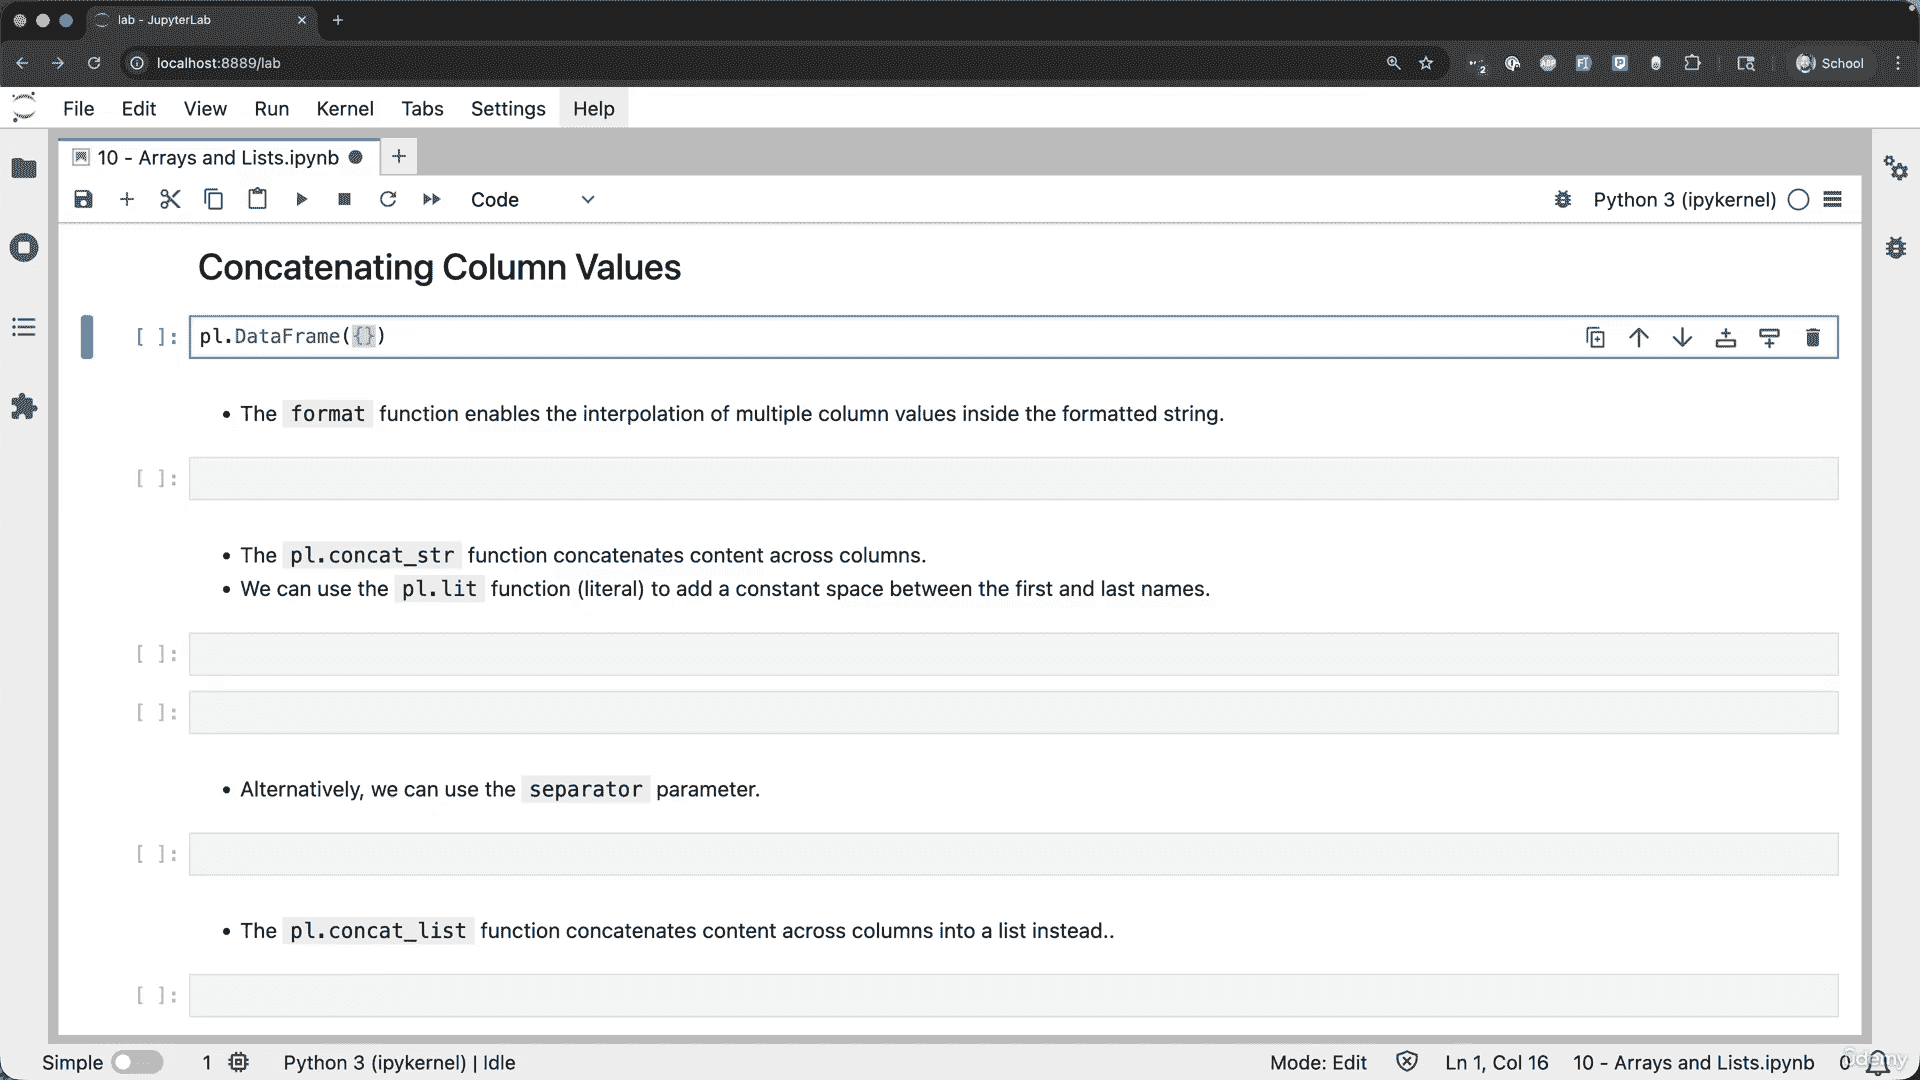 lab - JupyterLab
localhost:8889/lab
2
School
File Edit View Run Kernel Tabs Settings Help
10 - Arrays and Lists.ipynb
Code
Python 3 (ipykernel)
Concatenating Column Values
[ ]: pl.DataFrame({})
• The format function enables the interpolation of multiple column values inside the formatted string.
[ ]:
• The pl.concat_str function concatenates content across columns.
• We can use the pl.lit function (literal) to add a constant space between the first and last names.
[ ]:
[ ]:
• Alternatively, we can use the separator parameter.
[ ]:
• The pl.concat_list function concatenates content across columns into a list instead..
[ ]:
Simple 1 Python 3 (ipykernel) | Idle Mode: Edit Ln 1, Col 16 10 - Arrays and Lists.ipynb 0
Udemy